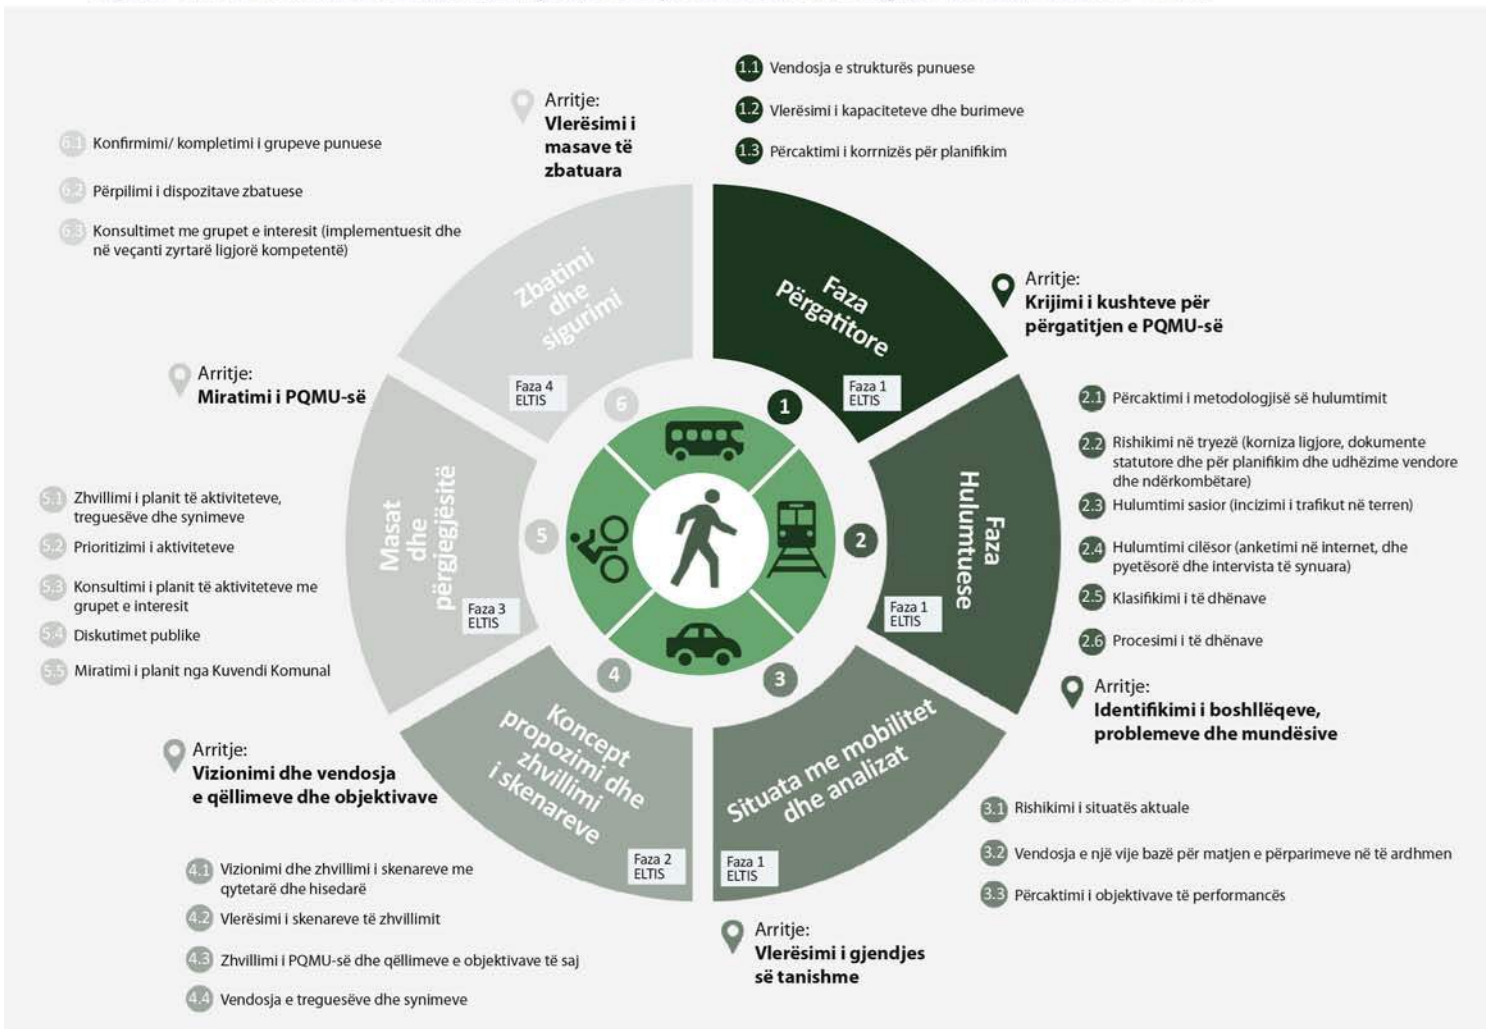 1.1 Vendosja e strukturës punuese
1.2 Vlerësimi i kapaciteteve dhe burimeve
1.3 Përcaktimi i korrnizës për planifikim
Arritje:
Krijimi i kushteve për
përgatitjen e PQMU-së
Faza
Përgatitore
Faza 1
ELTIS
1
2.1 Përcaktimi i metodologjisë së hulumtimit
2.2 Rishikimi në tryezë (korniza ligjore, dokumente
statutore dhe për planifikim dhe udhëzime vendore
dhe ndërkombëtare)
2.3 Hulumtimi sasior (incizimi i trafikut në terren)
2.4 Hulumtimi cilësor (anketimi në internet, dhe
pyetësorë dhe intervista të synuara)
2.5 Klasifikimi i të dhënave
2.6 Procesimi i të dhënave
Arritje:
Identifikimi i boshllëqeve,
problemeve dhe mundësive
Faza
Hulumtuese
Faza 1
ELTIS
2
3.1 Rishikimi i situatës aktuale
3.2 Vendosja e një vije bazë për matjen e përparimeve në të ardhmen
3.3 Përcaktimi i objektivave të performancës
Arritje:
Vlerësimi i gjendjes
së tanishme
Situata me mobilitet
dhe analizat
Faza 1
ELTIS
3
Arritje:
Vizionimi dhe vendosja
e qëllimeve dhe objektivave
4.1 Vizionimi dhe zhvillimi i skenareve me
qytetarë dhe hisedarë
4.2 Vlerësimi i skenareve të zhvillimit
4.3 Zhvillimi i PQMU-së dhe qëllimeve e objektivave të saj
4.4 Vendosja e treguesëve dhe synimeve
Koncept
propozimi dhe
zhvillimi
i skenareve
Faza 2
ELTIS
4
Arritje:
Miratimi i PQMU-së
5.1 Zhvillimi i planit të aktiviteteve,
treguesëve dhe synimeve
5.2 Prioritizimi i aktiviteteve
5.3 Konsultimi i planit të aktiviteteve me
grupet e interesit
5.4 Diskutimet publike
5.5 Miratimi i planit nga Kuvendi Komunal
Masat
dhe
përgjegjësitë
Faza 3
ELTIS
5
Arritje:
Vlerësimi i
masave të
zbatuara
6.1 Konfirmimi/ kompletimi i grupeve punuese
6.2 Përpilimi i dispozitave zbatuese
6.3 Konsultimet me grupet e interesit (implementuesit dhe
në veçanti zyrtarë ligjorë kompetentë)
Zbatimi
dhe
sigurimi
Faza 4
ELTIS
6